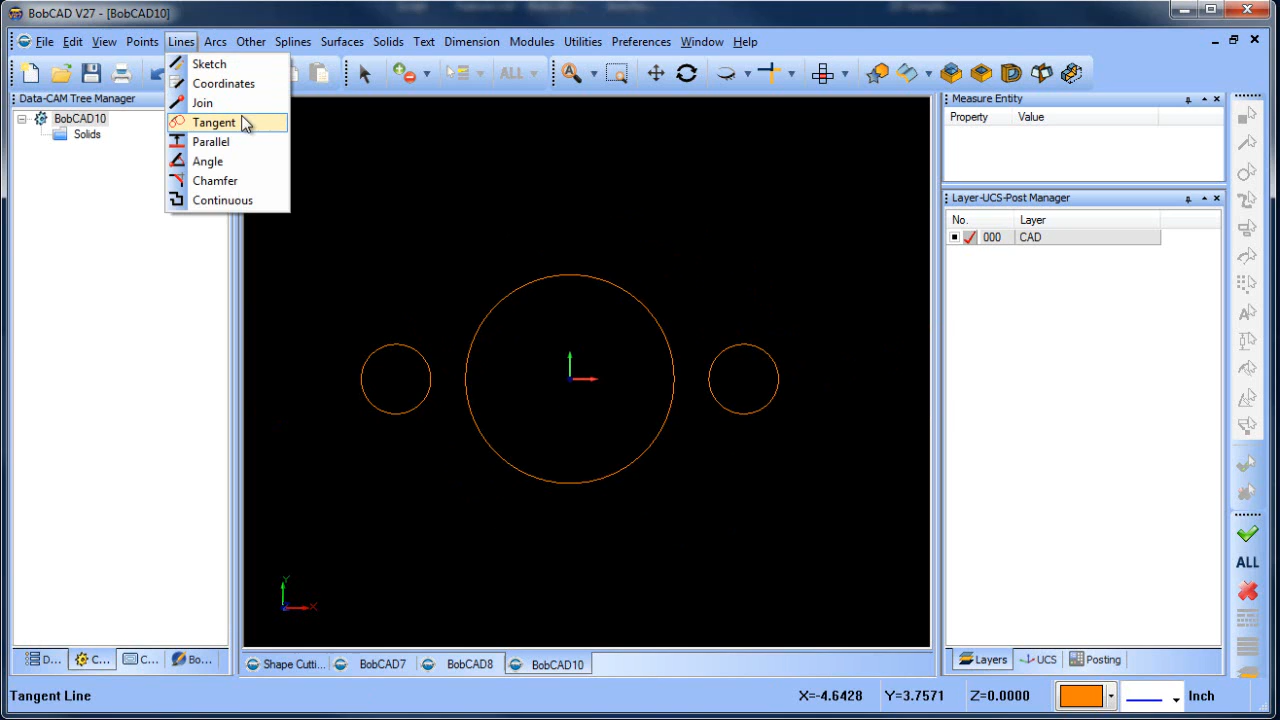 BobCAD V27 - [BobCAD10]
File Edit View Points Lines Arcs Other Splines Surfaces Solids Text Dimension Modules Utilities Preferences Window Help
ALL
Data-CAM Tree Manager
BobCAD10
Solids
Sketch
Coordinates
Join
Tangent
Parallel
Angle
Chamfer
Continuous
Y
X
Measure Entity
Property Value
Layer-UCS-Post Manager
No. Layer
000 CAD
ALL
D... C... C... Bo...
Shape Cutti... BobCAD7 BobCAD8 BobCAD10
Layers UCS Posting
Tangent Line X=-4.6428 Y=3.7571 Z=0.0000 Inch